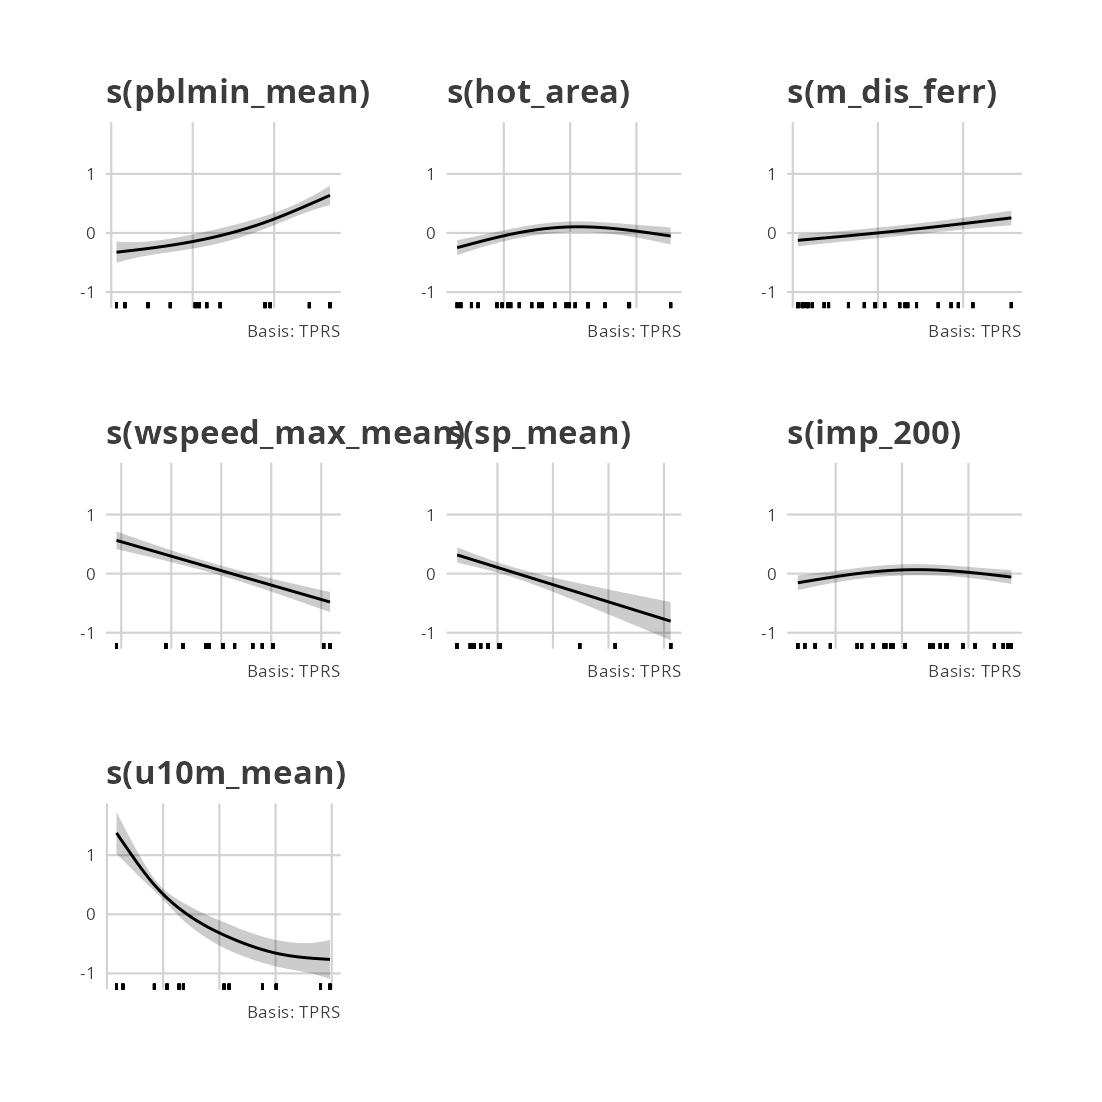 s(pblmin_mean)
1
0
-1
Basis: TPRS
s(hot_area)
1
0
-1
Basis: TPRS
s(m_dis_ferr)
1
0
-1
Basis: TPRS
s(wspeed_max_mean)
1
0
-1
Basis: TPRS
s(sp_mean)
1
0
-1
Basis: TPRS
s(imp_200)
1
0
-1
Basis: TPRS
s(u10m_mean)
1
0
-1
Basis: TPRS